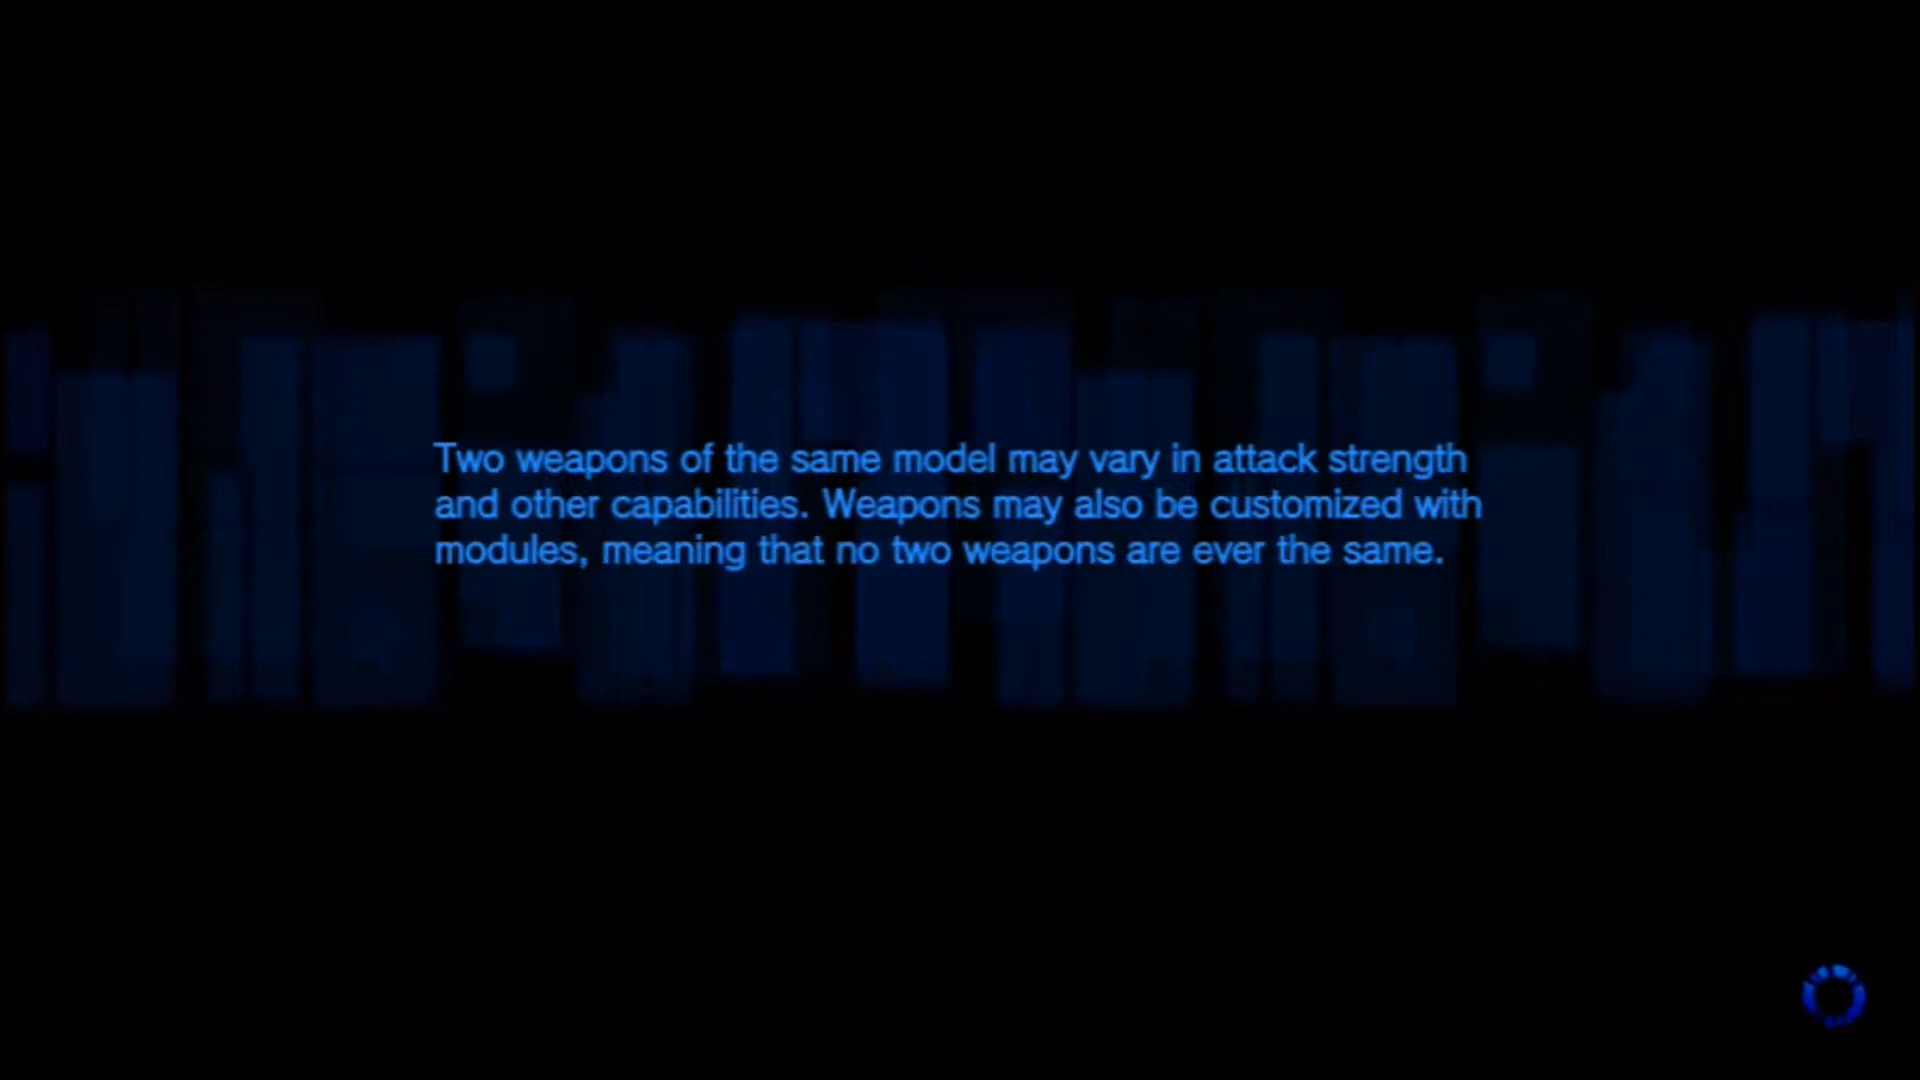 Two weapons of the same model may vary in attack strength
and other capabilities. Weapons may also be customized with
modules, meaning that no two weapons are ever the same.